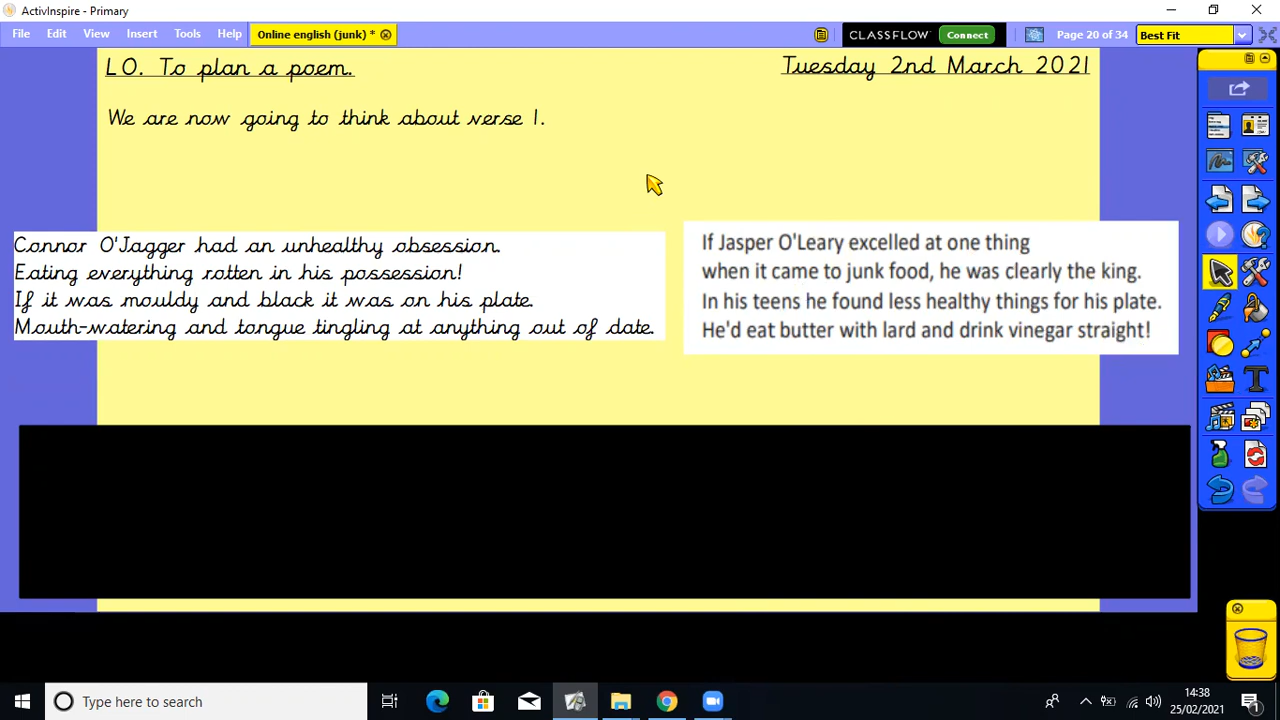 ActivInspire - Primary
File Edit View Insert Tools Help Online english (junk) * CLASSFLOW Connect Page 20 of 34 Best Fit
L O. To plan a poem. Tuesday 2nd March 2021
We are now going to think about verse 1.
Connor O'Jagger had an unhealthy obsession.
Eating everything rotten in his possession!
If it was mouldy and black it was on his plate.
Mouth-watering and tongue tingling at anything out of date.
If Jasper O'Leary excelled at one thing
when it came to junk food, he was clearly the king.
In his teens he found less healthy things for his plate.
He'd eat butter with lard and drink vinegar straight!
Type here to search
14:38
25/02/2021
1